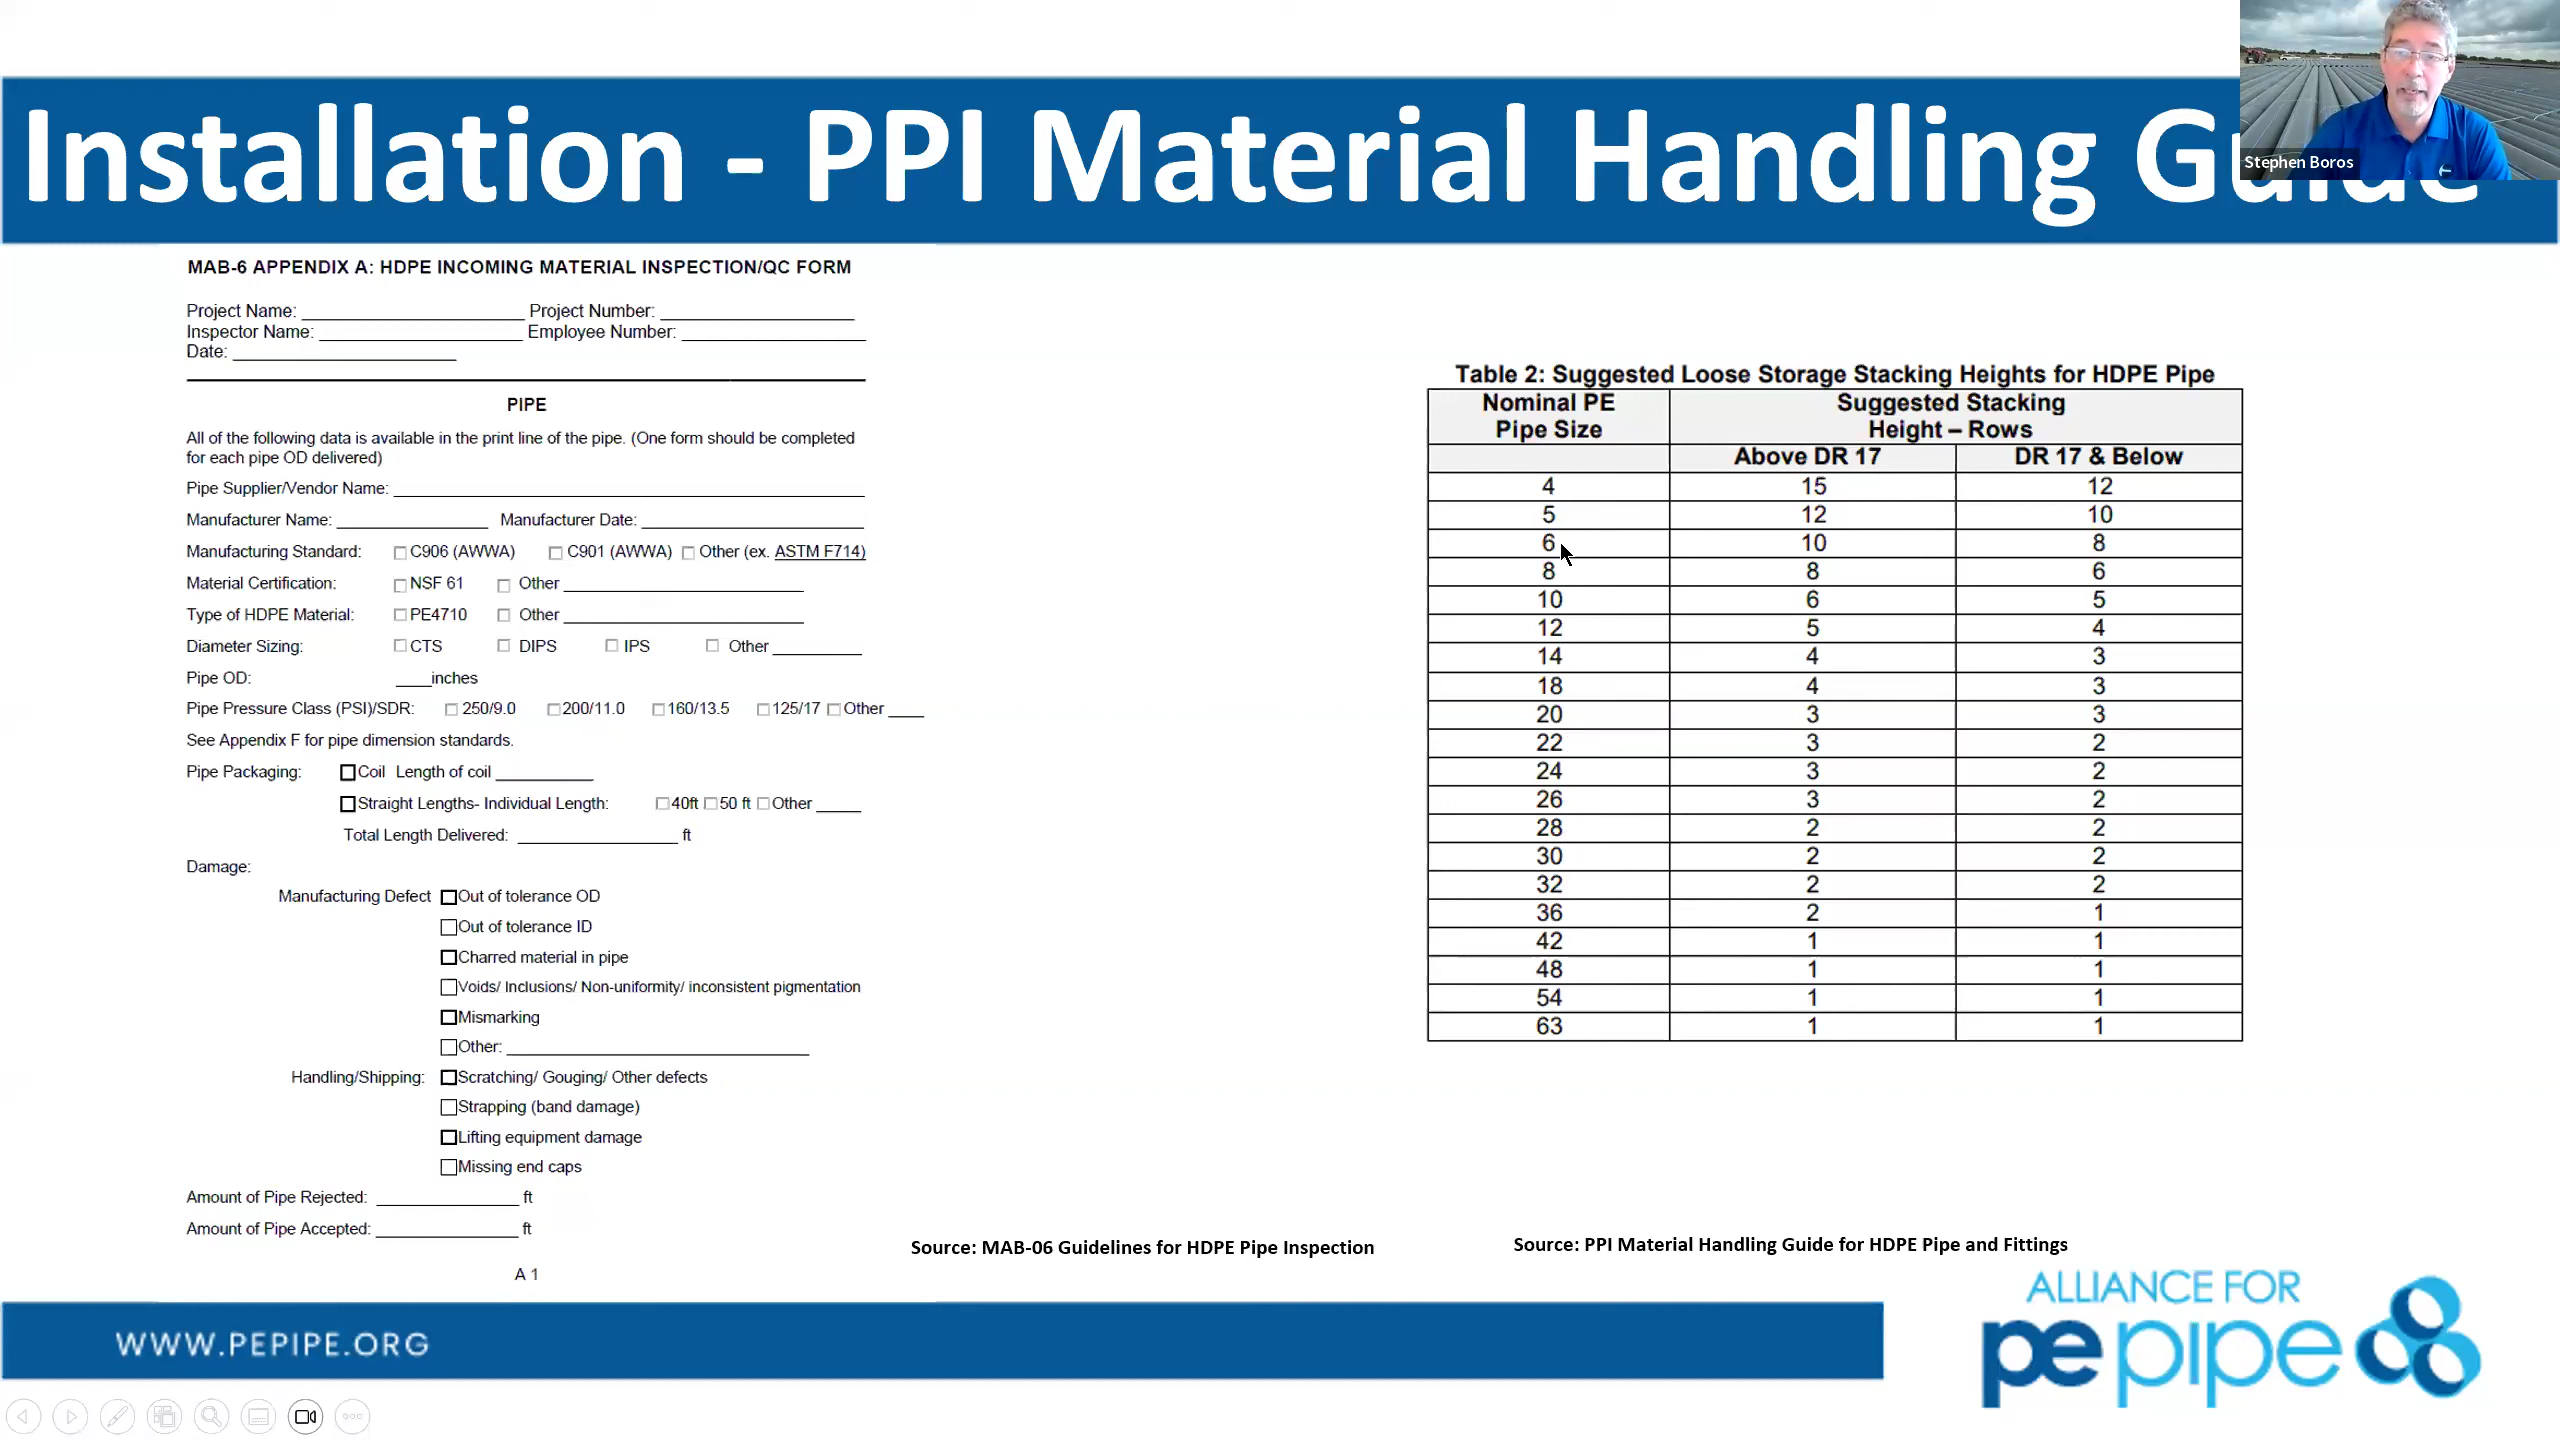 Installation - PPI Material Handling Guide
Stephen Boros
MAB-6 APPENDIX A: HDPE INCOMING MATERIAL INSPECTION/QC FORM
Project Name: Project Number:
Inspector Name: Employee Number:
Date:
PIPE
All of the following data is available in the print line of the pipe. (One form should be completed
for each pipe OD delivered)
Pipe Supplier/Vendor Name:
Manufacturer Name: Manufacturer Date:
Manufacturing Standard: C906 (AWWA) C901 (AWWA) Other (ex. ASTM F714)
Material Certification: NSF 61 Other
Type of HDPE Material: PE4710 Other
Diameter Sizing: CTS DIPS IPS Other
Pipe OD: inches
Pipe Pressure Class (PSI)/SDR: 250/9.0 200/11.0 160/13.5 125/17 Other
See Appendix F for pipe dimension standards.
Pipe Packaging: Coil Length of coil
Straight Lengths- Individual Length: 40ft 50 ft Other
Total Length Delivered: ft
Damage:
Manufacturing Defect Out of tolerance OD
Out of tolerance ID
Charred material in pipe
Voids/ Inclusions/ Non-uniformity/ inconsistent pigmentation
Mismarking
Other:
Handling/Shipping: Scratching/ Gouging/ Other defects
Strapping (band damage)
Lifting equipment damage
Missing end caps
Amount of Pipe Rejected: ft
Amount of Pipe Accepted: ft
A 1
Source: MAB-06 Guidelines for HDPE Pipe Inspection
Table 2: Suggested Loose Storage Stacking Heights for HDPE Pipe
Nominal PE Pipe Size Suggested Stacking Height – Rows
Above DR 17 DR 17 & Below
4 15 12
5 12 10
6 10 8
8 8 6
10 6 5
12 5 4
14 4 3
18 4 3
20 3 3
22 3 2
24 3 2
26 3 2
28 2 2
30 2 2
32 2 2
36 2 1
42 1 1
48 1 1
54 1 1
63 1 1
Source: PPI Material Handling Guide for HDPE Pipe and Fittings
WWW.PEPIPE.ORG
ALLIANCE FOR
pepipe